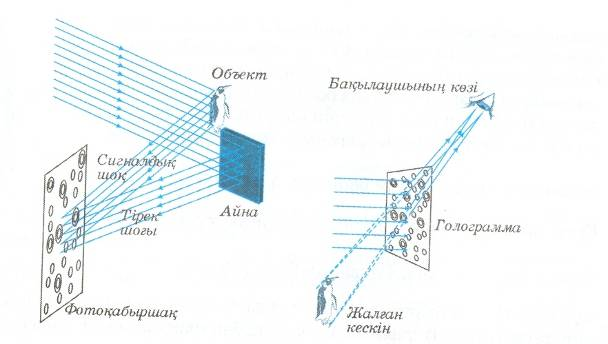 Объект
Сигналдық
шоқ
Тірек
шоғы
Айна
Фотоқабыршақ
Бақылаушының көзі
Голограмма
Жалған
кескін